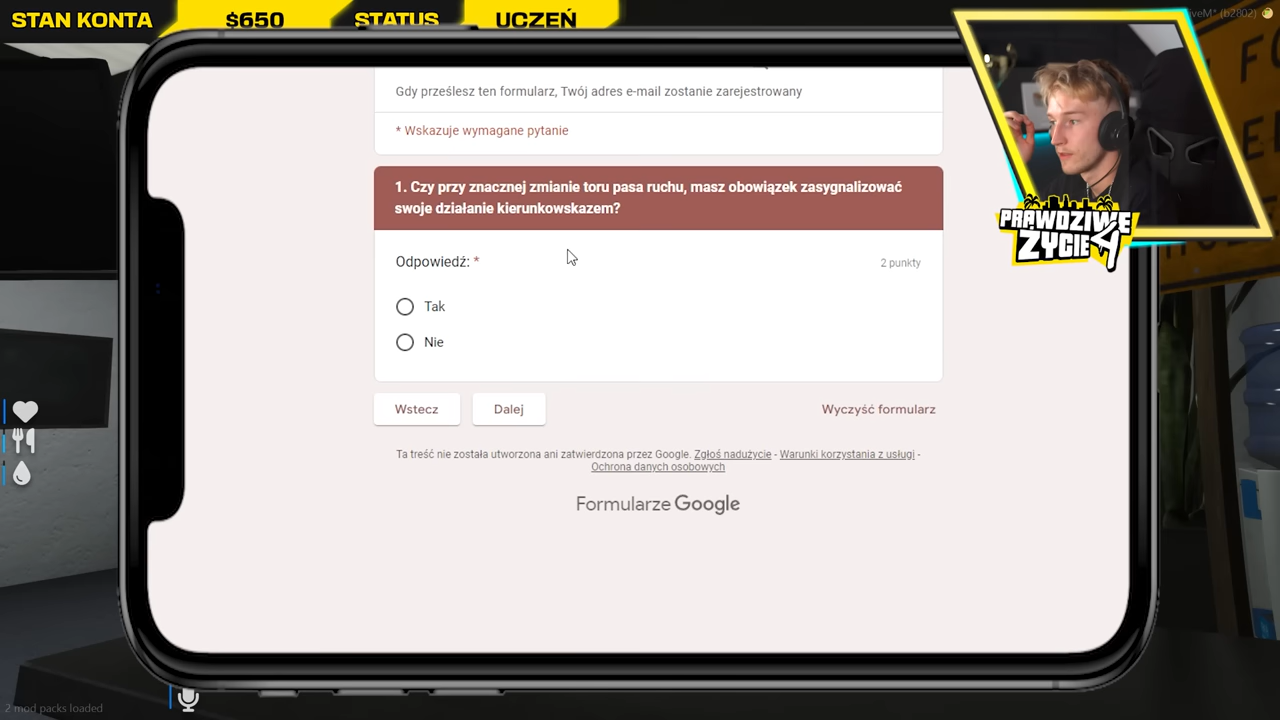 STAN KONTA
$650
STATUS
UCZEŃ
iveM® (b2802)
Gdy prześlesz ten formularz, Twój adres e-mail zostanie zarejestrowany
* Wskazuje wymagane pytanie
1. Czy przy znacznej zmianie toru pasa ruchu, masz obowiązek zasygnalizować
swoje działanie kierunkowskazem?
Odpowiedź: *
2 punkty
Tak
Nie
Wstecz
Dalej
Wyczyść formularz
Ta treść nie została utworzona ani zatwierdzona przez Google. Zgłoś nadużycie - Warunki korzystania z usługi -
Ochrona danych osobowych
Formularze Google
PRAWDZIWE
ŻYCIE 4
2 mod packs loaded